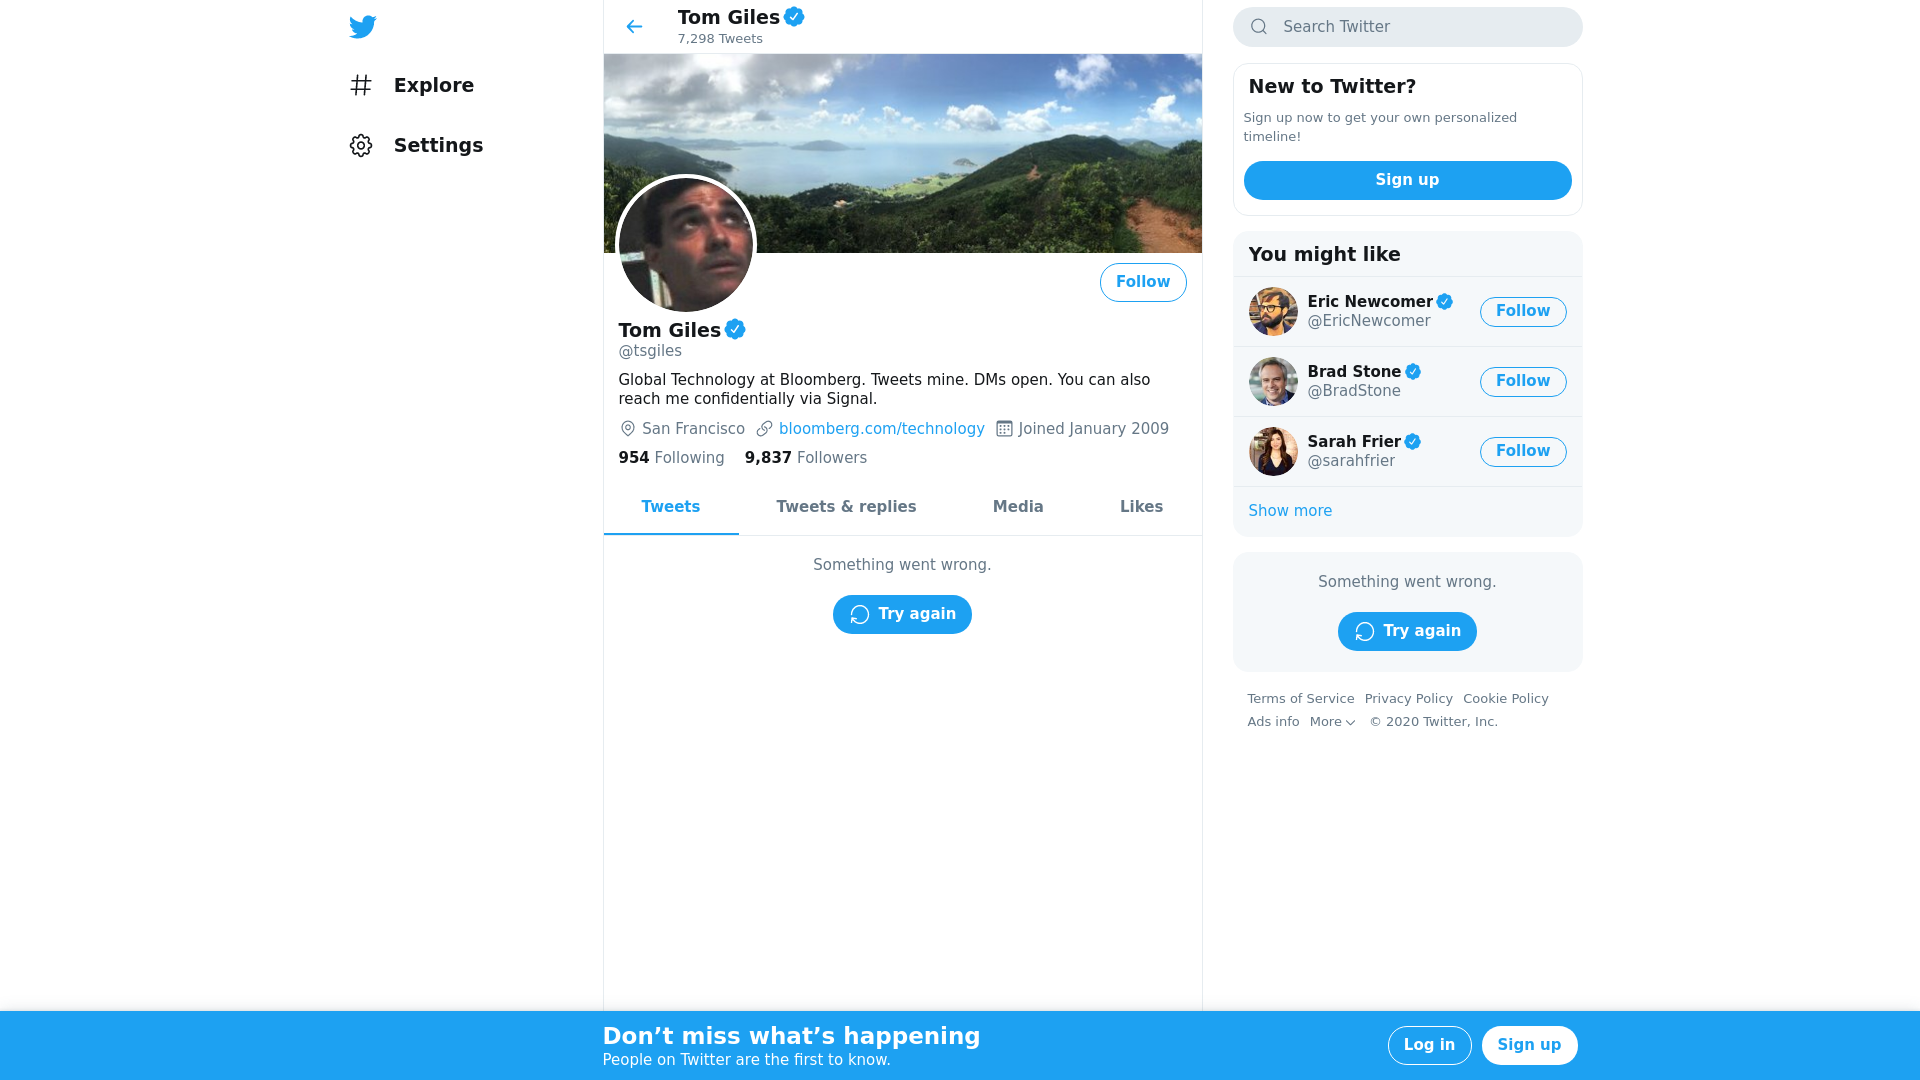 Explore
Settings
Tom Giles
7,298 Tweets
Follow
Tom Giles
@tsgiles
Global Technology at Bloomberg. Tweets mine. DMs open. You can also
reach me confidentially via Signal.
San Francisco bloomberg.com/technology Joined January 2009
954 Following 9,837 Followers
Tweets Tweets & replies Media Likes
Something went wrong.
Try again
Search Twitter
New to Twitter?
Sign up now to get your own personalized
timeline!
Sign up
You might like
Eric Newcomer
@EricNewcomer
Follow
Brad Stone
@BradStone
Follow
Sarah Frier
@sarahfrier
Follow
Show more
Something went wrong.
Try again
Terms of Service Privacy Policy Cookie Policy
Ads info More © 2020 Twitter, Inc.
Don’t miss what’s happening
People on Twitter are the first to know.
Log in
Sign up